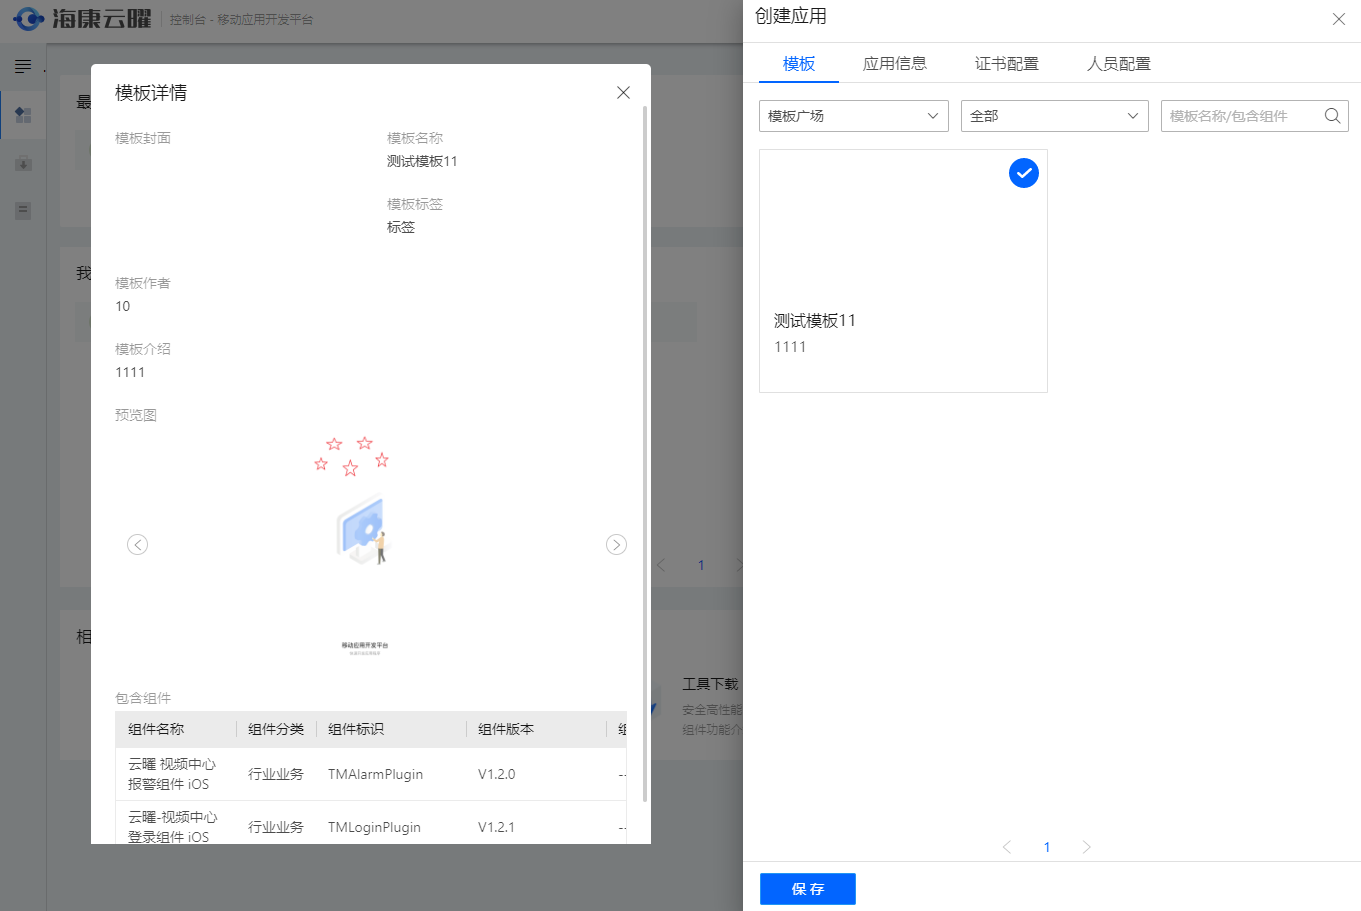 海康云曜
控制台 - 移动应用开发平台
最
我
1
相
工具下载
安全高性能
组件功能介
模板详情
模板封面
模板名称
测试模板11
模板标签
标签
模板作者
10
模板介绍
1111
预览图
移动应用开发平台
包含组件
组件名称 组件分类 组件标识 组件版本
云曜 视频中心
报警组件 iOS
行业业务 TMAlarmPlugin V1.2.0 --
云曜-视频中心
登录组件 iOS
行业业务 TMLoginPlugin V1.2.1 --
创建应用
模板 应用信息 证书配置 人员配置
模板广场 全部 模板名称/包含组件
测试模板11
1111
1
保存